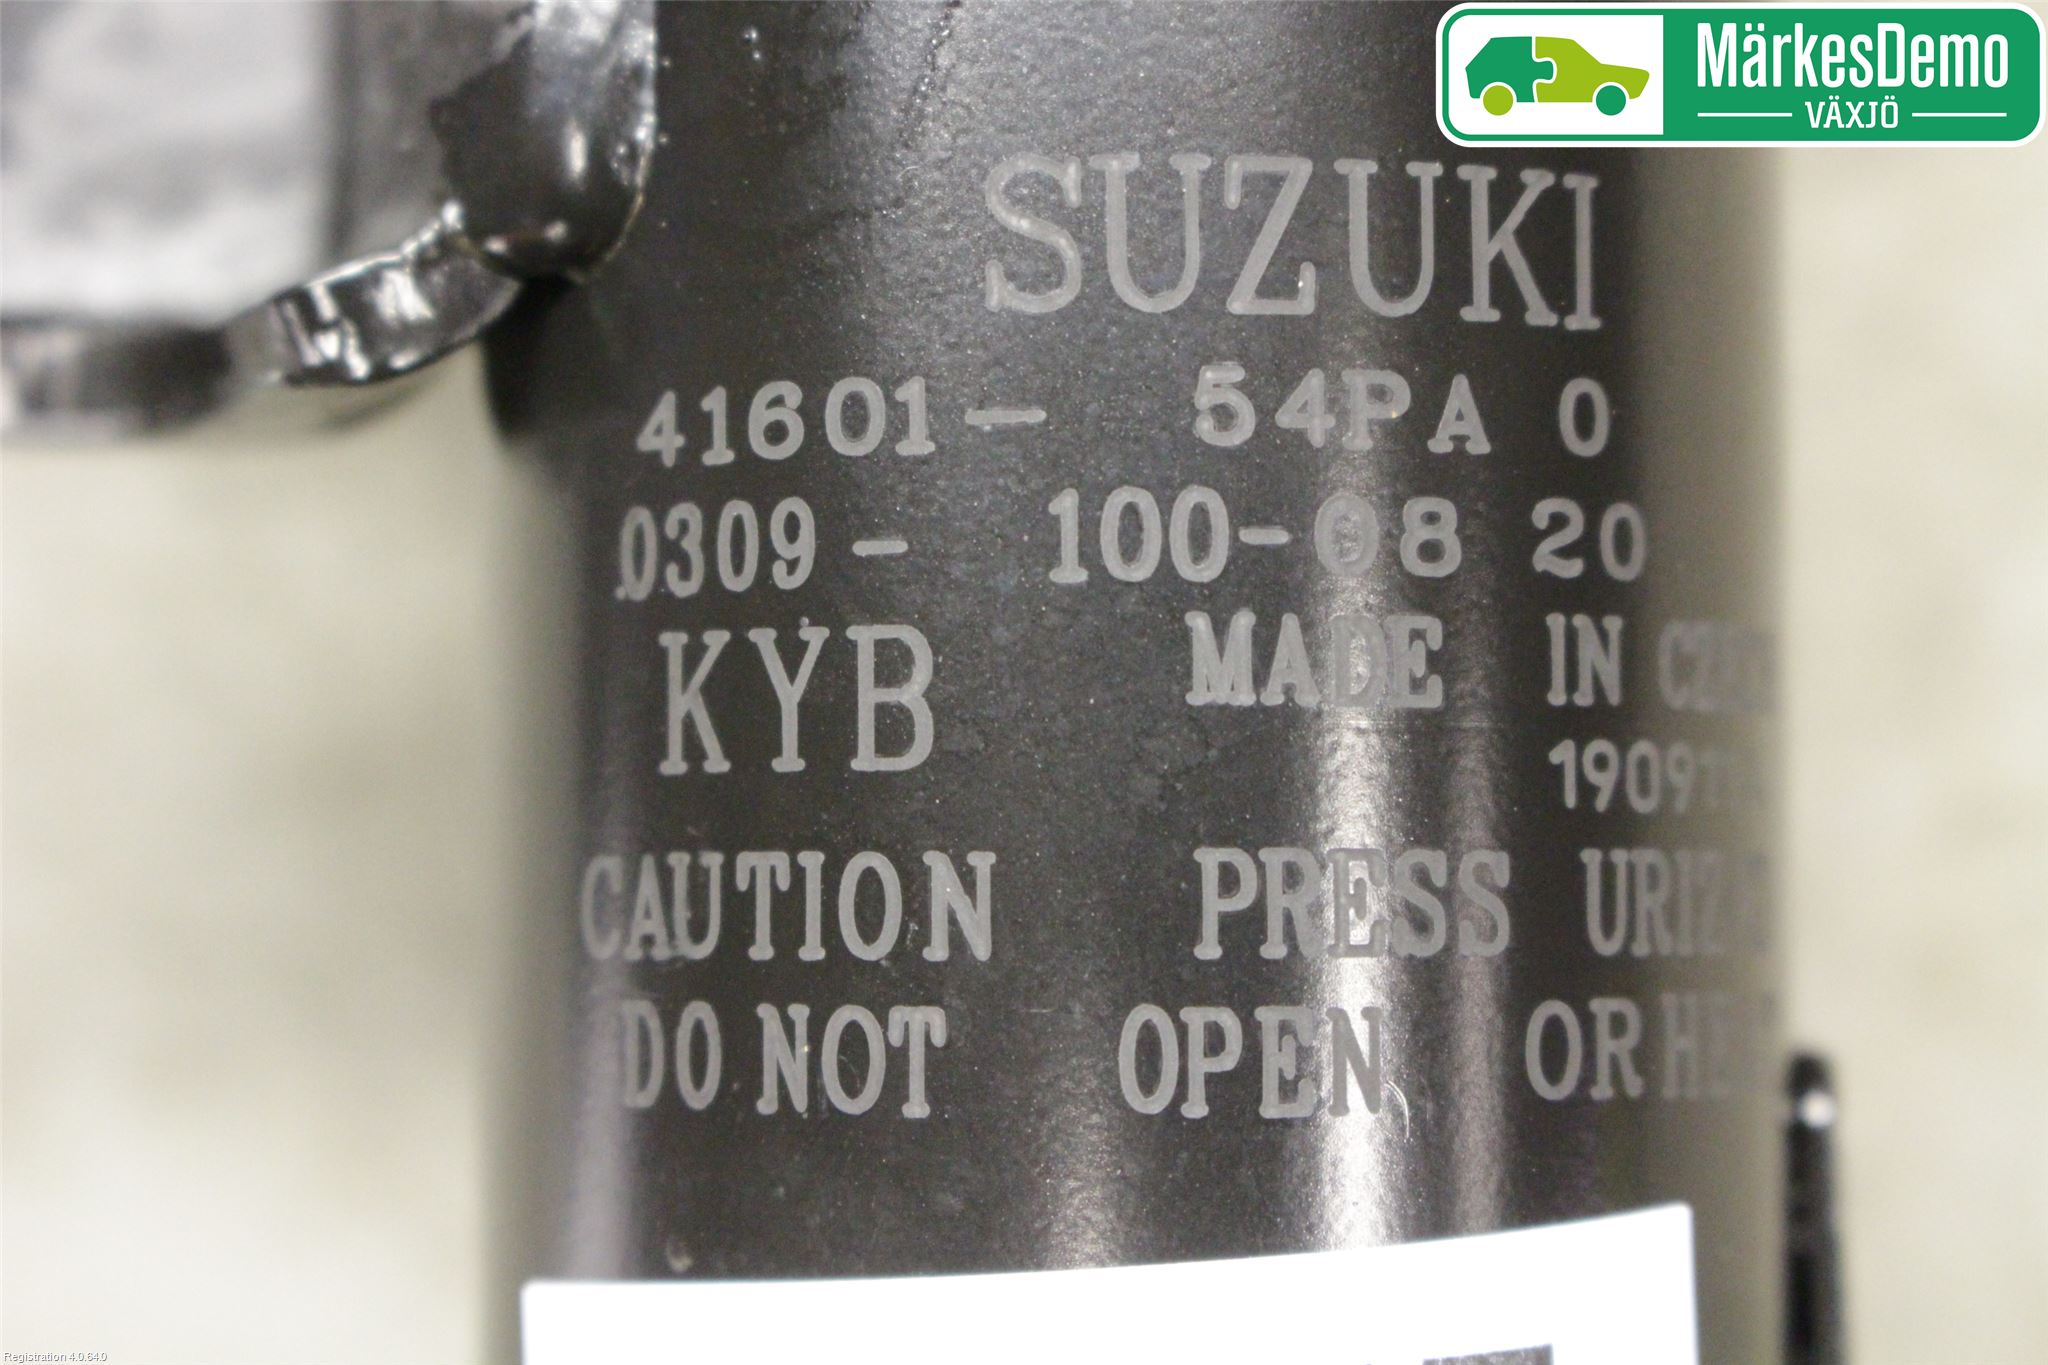 MärkesDemo
VÄXJÖ
SUZUKI
41601- 54PA 0
0309- 100-08 20
KYB MADE IN
1909
CAUTION PRESS
DO NOT OPEN OR
Registration 4.0.64.0